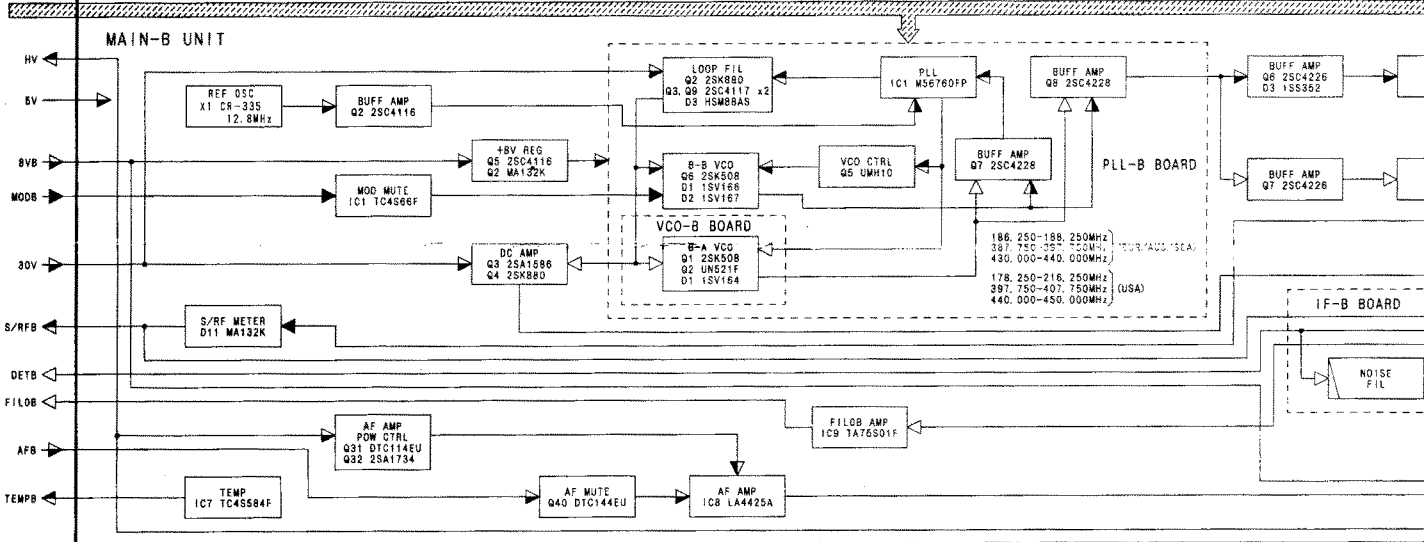 MAIN-B UNIT
HV
5V
8VB
MODB
30V
S/RFB
DETB
FILOB
AFB
TEMPB
REF OSC
X1 CR-335
12.8MHz
BUFF AMP
Q2 2SC4116
+8V REG
Q5 2SC4116
Q2 MA132K
MOD MUTE
IC1 TC4S66F
DC AMP
Q3 2SA1586
Q4 2SK880
S/RF METER
D11 MA132K
LOOP FIL
Q2 2SK880
Q3, Q9 2SC4117 x2
D3 HSM88AS
PLL
IC1 M56760FP
BUFF AMP
Q8 2SC4228
B-B VCO
Q6 2SK508
D1 1SV166
D2 1SV167
VCO CTRL
Q5 UMH10
BUFF AMP
Q7 2SC4228
PLL-B BOARD
VCO-B BOARD
B-A VCO
Q1 2SK508
Q2 UN521F
D1 1SV164
186.250-188.250MHz
387.750-397.750MHz (EUR/AUS/SEA)
430.000-440.000MHz
178.250-216.250MHz
397.750-407.750MHz (USA)
440.000-450.000MHz
BUFF AMP
Q6 2SC4226
D3 1SS352
BUFF AMP
Q7 2SC4226
IF-B BOARD
NOISE
FIL
FILOB AMP
IC9 TA75S01F
AF AMP
POW CTRL
Q31 DTC114EU
Q32 2SA1734
TEMP
IC7 TC4S584F
AF MUTE
Q40 DTC144EU
AF AMP
IC8 LA4425A